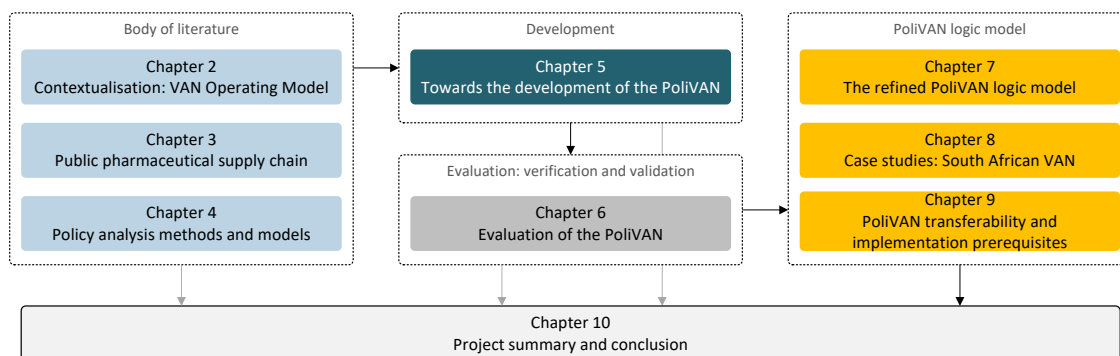 Body of literature
Chapter 2
Contextualisation: VAN Operating Model
Chapter 3
Public pharmaceutical supply chain
Chapter 4
Policy analysis methods and models
Development
Chapter 5
Towards the development of the PoliVAN
Evaluation: verification and validation
Chapter 6
Evaluation of the PoliVAN
PoliVAN logic model
Chapter 7
The refined PoliVAN logic model
Chapter 8
Case studies: South African VAN
Chapter 9
PoliVAN transferability and
implementation prerequisites
Chapter 10
Project summary and conclusion